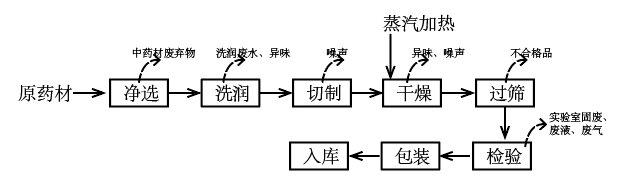 蒸汽加热
中药材废弃物
洗润废水、异味
噪声
异味、噪声
不合格品
原药材
净选
洗润
切制
干燥
过筛
实验室固废、
废液、废气
入库
包装
检验